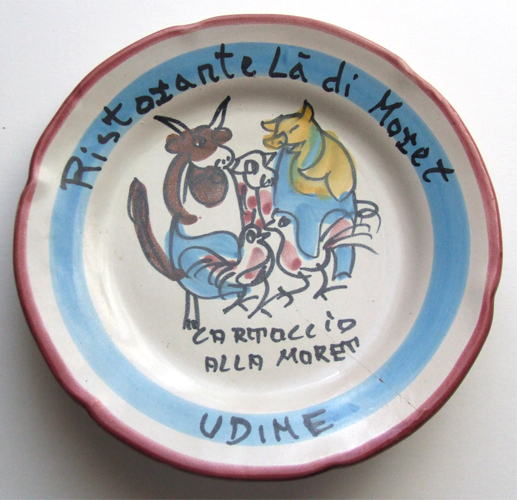 Ristorante Là di Moret
CARTOCCIO
ALLA MORET
UDINE